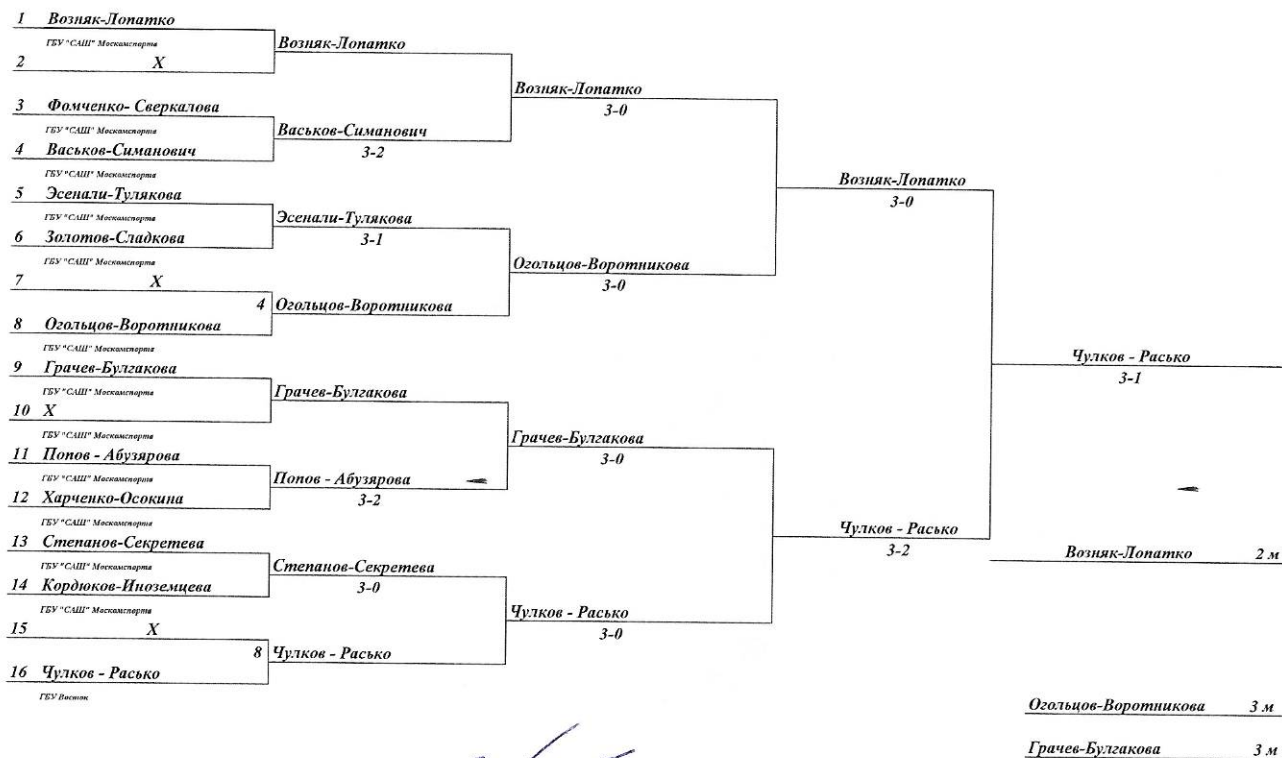 1 Возняк-Лопатко
ГБУ "САШ" Москомспорта
2 X
Возняк-Лопатко
3 Фомченко- Сверкалова
ГБУ "САШ" Москомспорта
4 Васьков-Симанович
ГБУ "САШ" Москомспорта
Васьков-Симанович
3-2
Возняк-Лопатко
3-0
5 Эсенали-Тулякова
ГБУ "САШ" Москомспорта
6 Золотов-Сладкова
ГБУ "САШ" Москомспорта
Эсенали-Тулякова
3-1
7 X
8 Огольцов-Воротникова
ГБУ "САШ" Москомспорта
4 Огольцов-Воротникова
Огольцов-Воротникова
3-0
Возняк-Лопатко
3-0
9 Грачев-Булгакова
ГБУ "САШ" Москомспорта
10 X
ГБУ "САШ" Москомспорта
Грачев-Булгакова
11 Попов - Абузярова
ГБУ "САШ" Москомспорта
12 Харченко-Осокина
ГБУ "САШ" Москомспорта
Попов - Абузярова
3-2
Грачев-Булгакова
3-0
13 Степанов-Секретева
ГБУ "САШ" Москомспорта
14 Кордюков-Иноземцева
ГБУ "САШ" Москомспорта
Степанов-Секретева
3-0
15 X
16 Чулков - Расько
ГБУ Восток
8 Чулков - Расько
Чулков - Расько
3-0
Чулков - Расько
3-2
Чулков - Расько
3-1
Возняк-Лопатко 2 м
Огольцов-Воротникова 3 м
Грачев-Булгакова 3 м